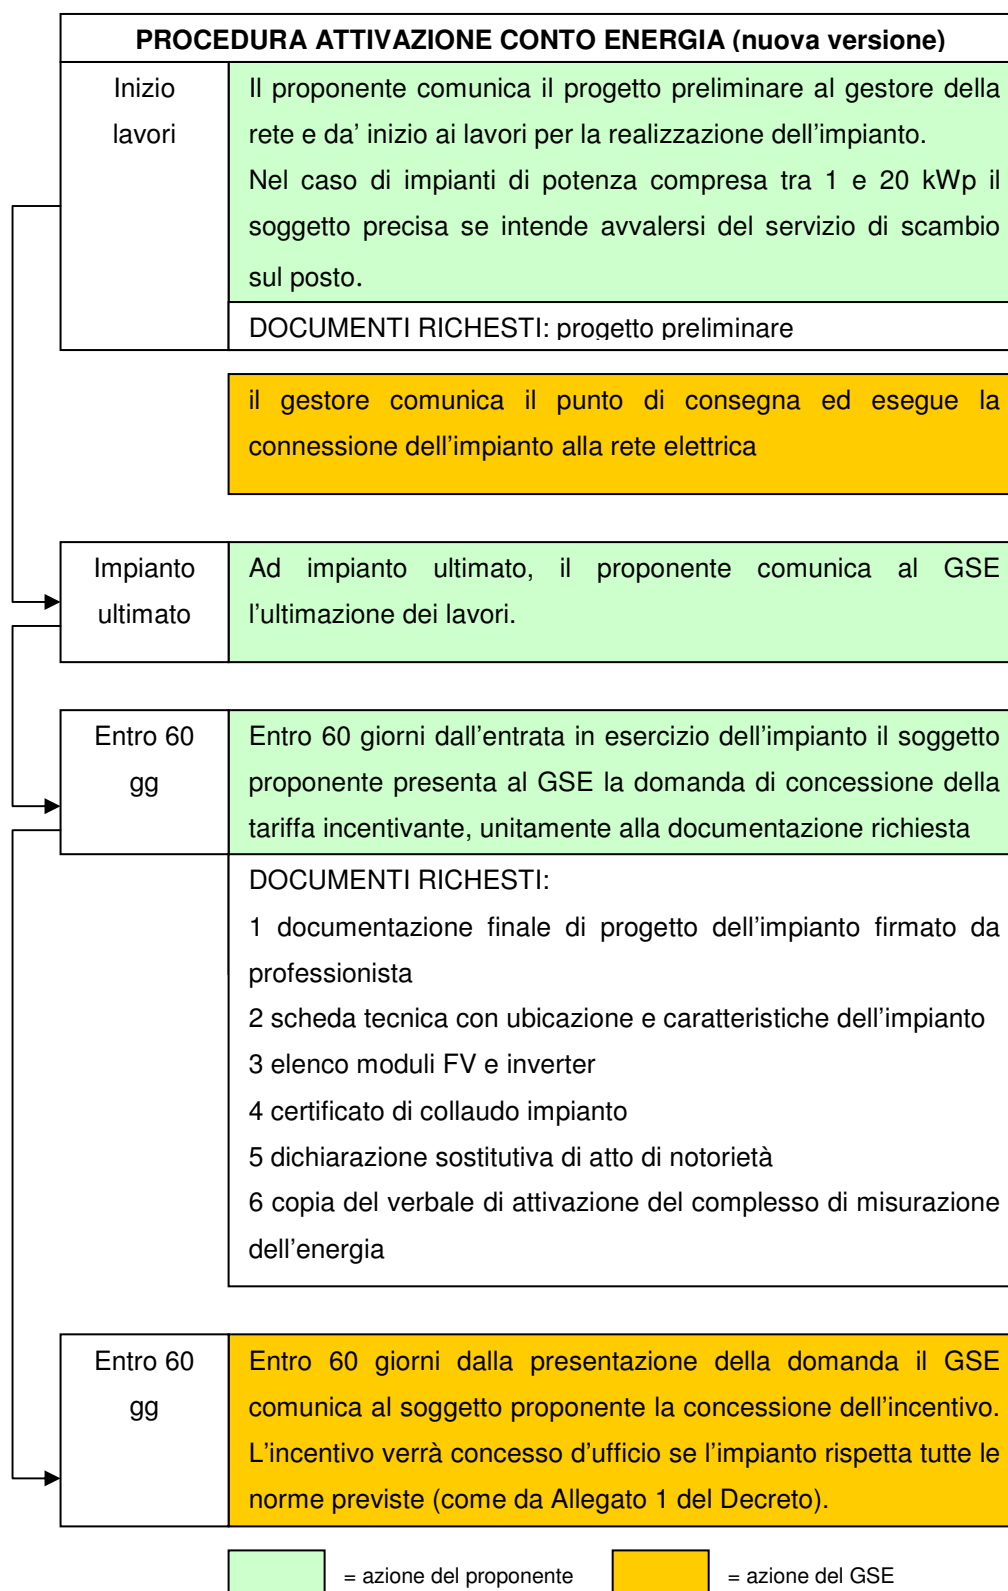 PROCEDURA ATTIVAZIONE CONTO ENERGIA (nuova versione)
Inizio
lavori
Il proponente comunica il progetto preliminare al gestore della
rete e da' inizio ai lavori per la realizzazione dell'impianto.
Nel caso di impianti di potenza compresa tra 1 e 20 kWp il
soggetto precisa se intende avvalersi del servizio di scambio
sul posto.
DOCUMENTI RICHESTI: progetto preliminare
il gestore comunica il punto di consegna ed esegue la
connessione dell'impianto alla rete elettrica
Impianto
ultimato
Ad impianto ultimato, il proponente comunica al GSE
l'ultimazione dei lavori.
Entro 60
gg
Entro 60 giorni dall'entrata in esercizio dell'impianto il soggetto
proponente presenta al GSE la domanda di concessione della
tariffa incentivante, unitamente alla documentazione richiesta
DOCUMENTI RICHESTI:
1 documentazione finale di progetto dell'impianto firmato da
professionista
2 scheda tecnica con ubicazione e caratteristiche dell'impianto
3 elenco moduli FV e inverter
4 certificato di collaudo impianto
5 dichiarazione sostitutiva di atto di notorietà
6 copia del verbale di attivazione del complesso di misurazione
dell'energia
Entro 60
gg
Entro 60 giorni dalla presentazione della domanda il GSE
comunica al soggetto proponente la concessione dell'incentivo.
L'incentivo verrà concesso d'ufficio se l'impianto rispetta tutte le
norme previste (come da Allegato 1 del Decreto).
= azione del proponente
= azione del GSE